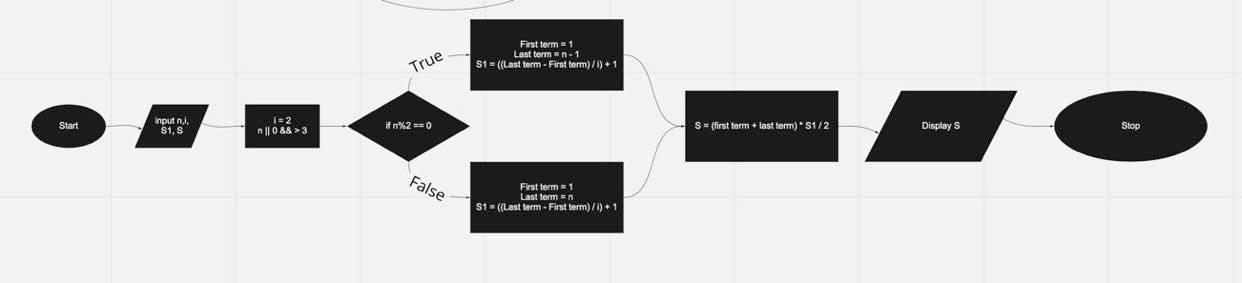 Start
input n,i,
S1, S
i = 2
n || 0 && > 3
if n%2 == 0
True
First term = 1
Last term = n - 1
S1 = ((Last term - First term) / i) + 1
False
First term = 1
Last term = n
S1 = ((Last term - First term) / i) + 1
S = (first term + last term) * S1 / 2
Display S
Stop